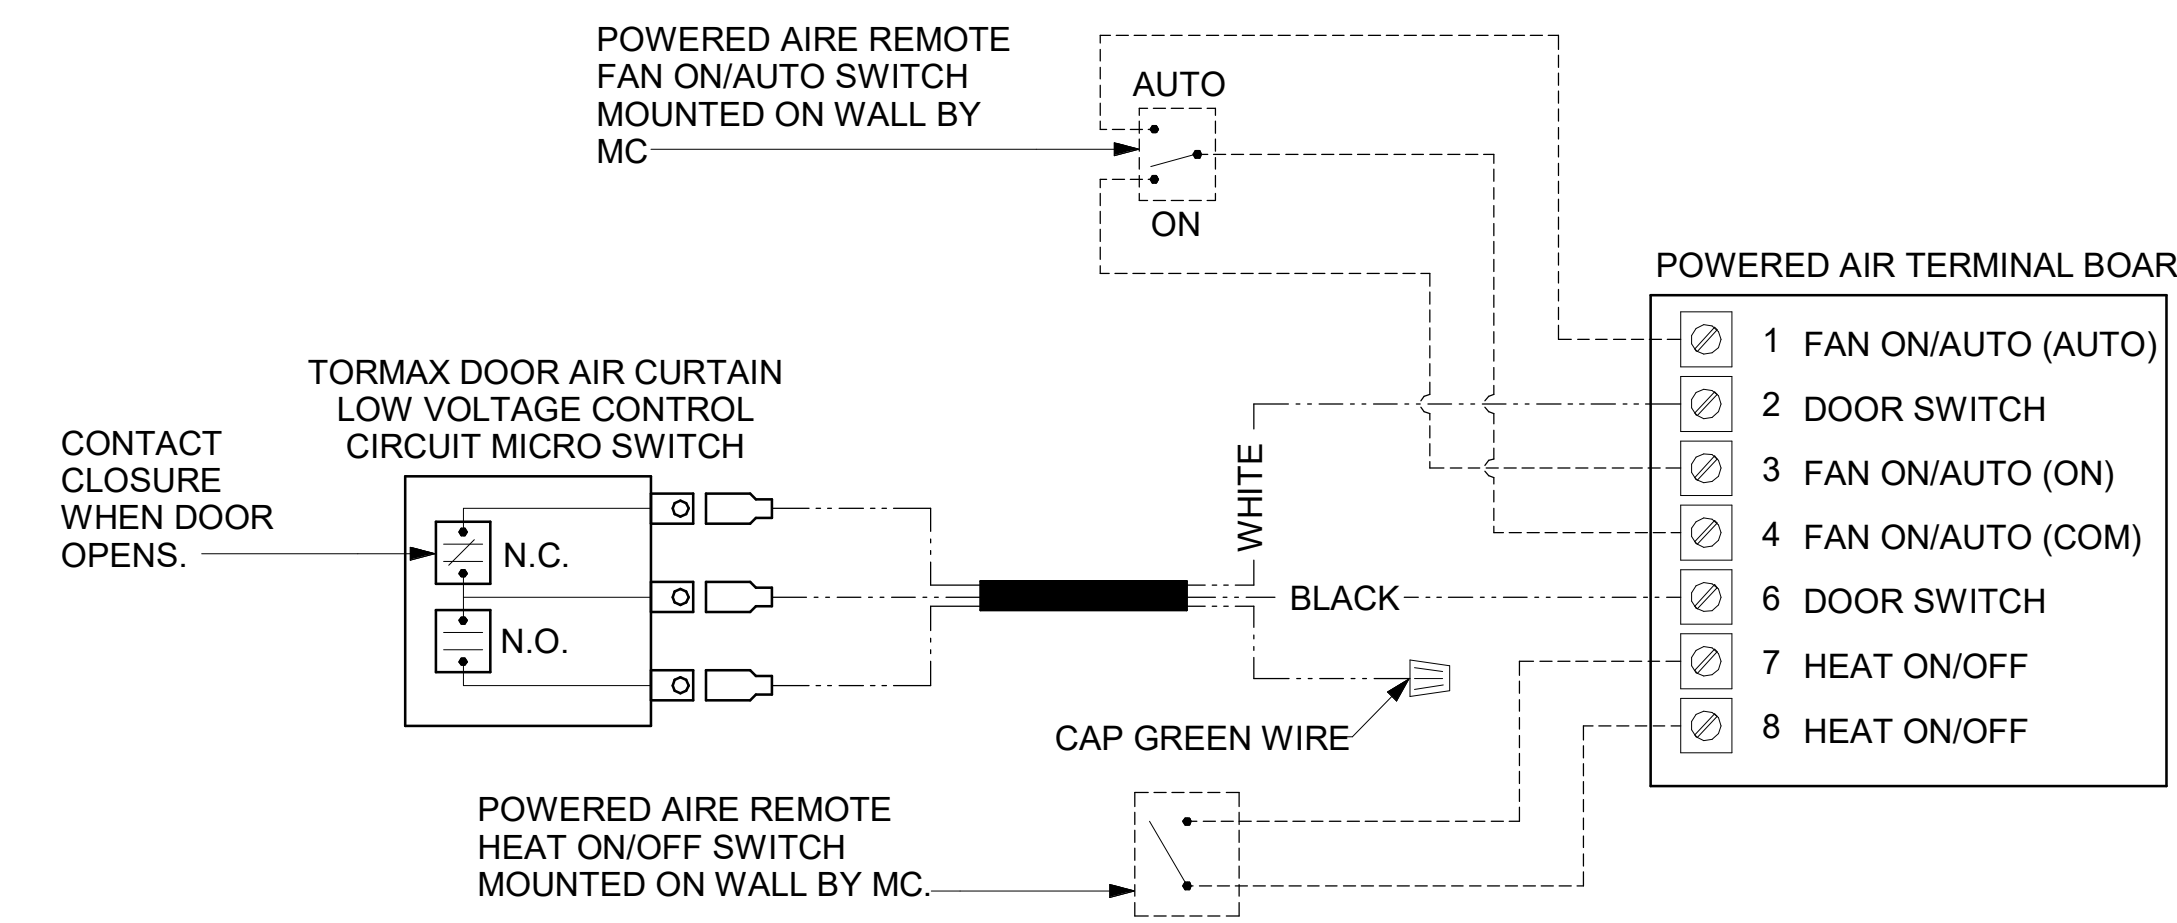 POWERED AIRE REMOTE
FAN ON/AUTO SWITCH
MOUNTED ON WALL BY
MC
AUTO
ON
POWERED AIR TERMINAL BOAR
1 FAN ON/AUTO (AUTO)
2 DOOR SWITCH
3 FAN ON/AUTO (ON)
4 FAN ON/AUTO (COM)
6 DOOR SWITCH
7 HEAT ON/OFF
8 HEAT ON/OFF
TORMAX DOOR AIR CURTAIN
LOW VOLTAGE CONTROL
CIRCUIT MICRO SWITCH
CONTACT
CLOSURE
WHEN DOOR
OPENS.
N.C.
N.O.
WHITE
BLACK
CAP GREEN WIRE
POWERED AIRE REMOTE
HEAT ON/OFF SWITCH
MOUNTED ON WALL BY MC.